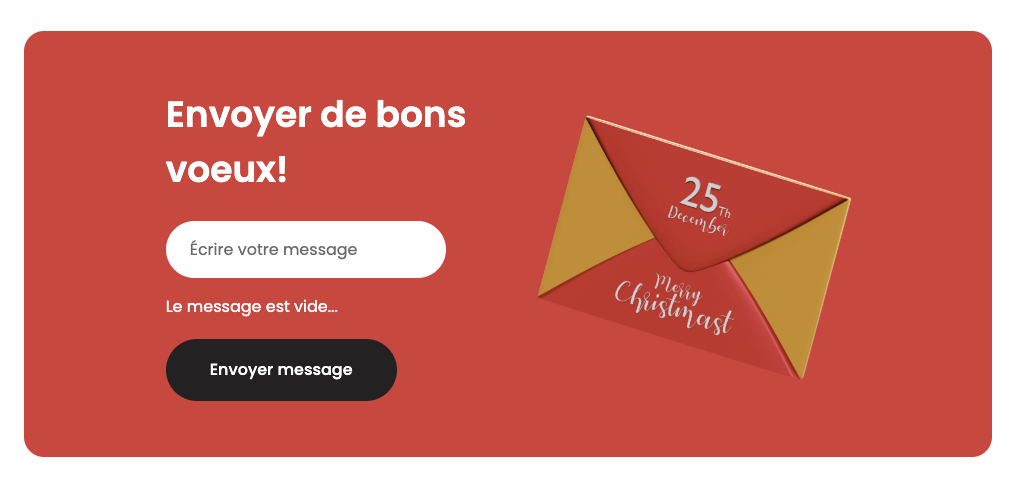 Envoyer de bons
voeux!
Écrire votre message
Le message est vide...
Envoyer message
25Th
December
Merry
Christmast